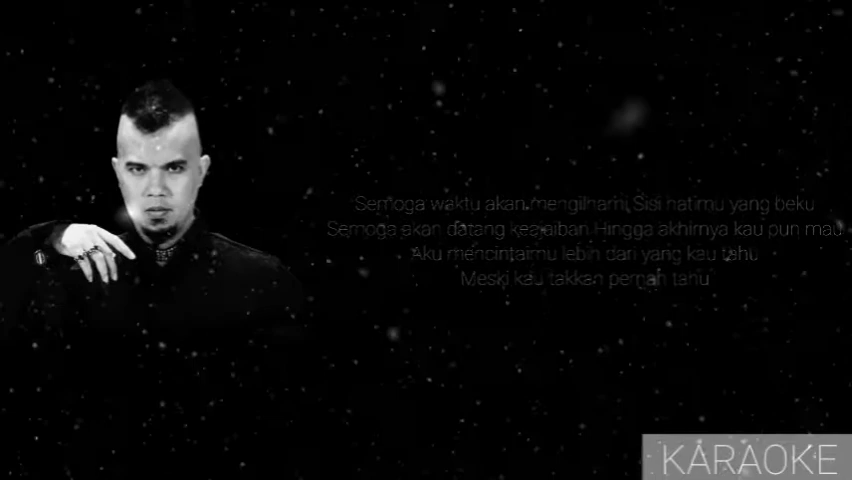 Semoga waktu akan mengilhami Sisi hatimu yang beku
Semoga akan datang keajaiban Hingga akhirnya kau pun mau
Aku mencintaimu lebih dari yang kau tahu
Meski kau takkan pernah tahu
KARAOKE